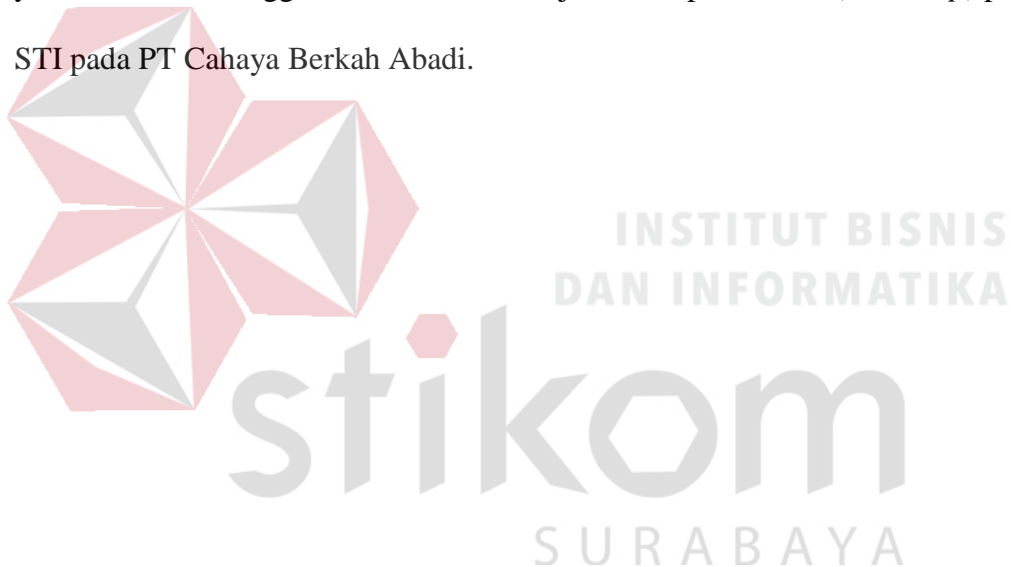 STI pada PT Cahaya Berkah Abadi.
INSTITUT BISNIS
DAN INFORMATIKA
stikom
SURABAYA